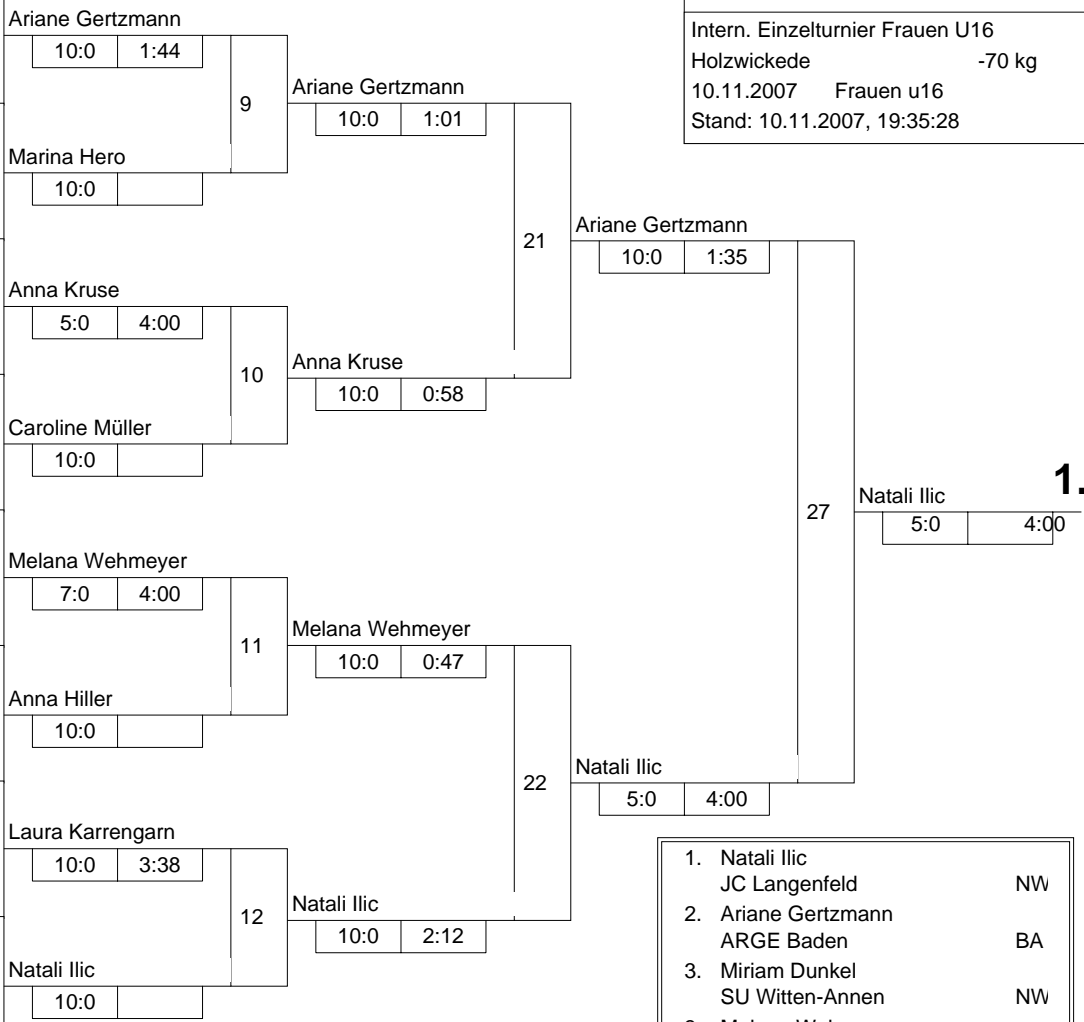 Ariane Gertzmann
10:0 1:44
9
Marina Hero
10:0
Anna Kruse
5:0 4:00
10
Caroline Müller
10:0
Melana Wehmeyer
7:0 4:00
11
Anna Hiller
10:0
Laura Karrengarn
10:0 3:38
12
Natali Ilic
10:0
Ariane Gertzmann
10:0 1:01
21
Anna Kruse
10:0 0:58
Melana Wehmeyer
10:0 0:47
22
Natali Ilic
10:0 2:12
Ariane Gertzmann
10:0 1:35
27
Natali Ilic
5:0 4:00
1.
Natali Ilic
5:0 4:00
Intern. Einzelturnier Frauen U16
Holzwickede -70 kg
10.11.2007 Frauen u16
Stand: 10.11.2007, 19:35:28
1. Natali Ilic
JC Langenfeld NW
2. Ariane Gertzmann
ARGE Baden BA
3. Miriam Dunkel
SU Witten-Annen NW